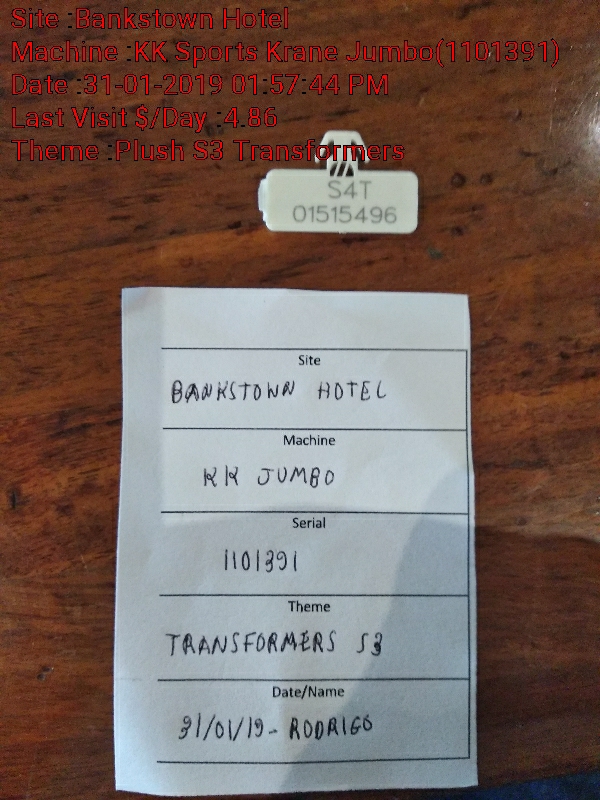 Site :Bankstown Hotel
Machine :KK Sports Krane Jumbo(1101391)
Date :31-01-2019 01:57:44 PM
Last Visit $/Day :4.86
Theme :Plush S3 Transformers
S4T
01515496
Site
BANKSTOWN HOTEL
Machine
KK JUMBO
Serial
1101391
Theme
TRANSFORMERS S3
Date/Name
31/01/19- RODRIGO